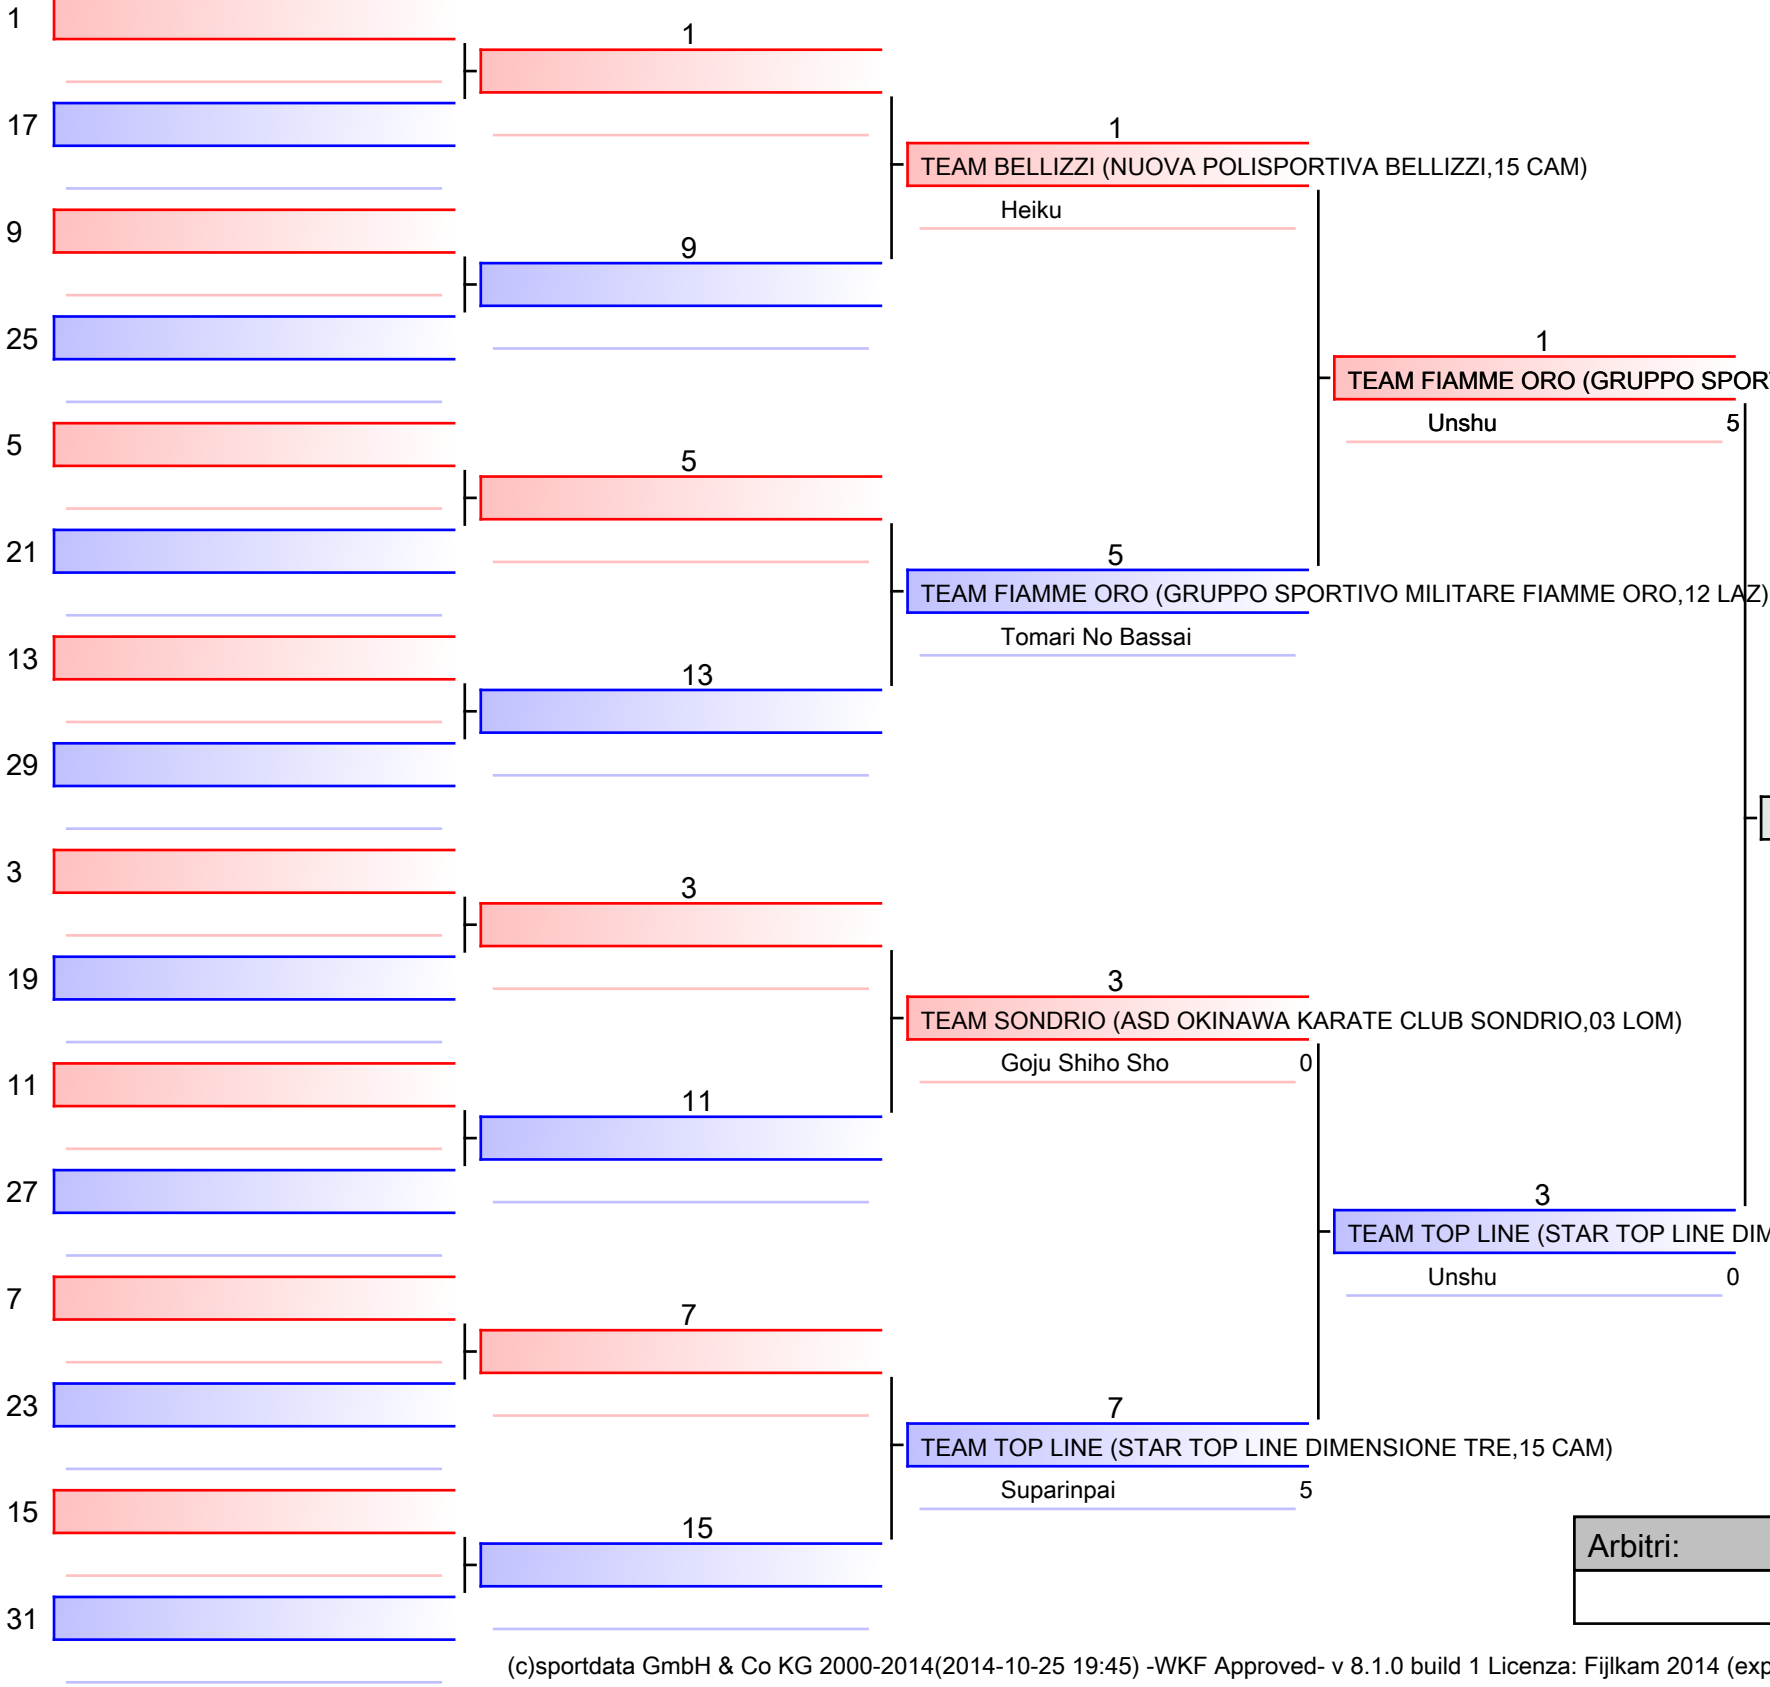 1
17
9
25
5
21
13
29
3
19
11
27
7
23
15
31
1
9
5
13
3
11
7
15
1
TEAM BELLIZZI (NUOVA POLISPORTIVA BELLIZZI,15 CAM)
Heiku
5
TEAM FIAMME ORO (GRUPPO SPORTIVO MILITARE FIAMME ORO,12 LAZ)
Tomari No Bassai
3
TEAM SONDRIO (ASD OKINAWA KARATE CLUB SONDRIO,03 LOM)
Goju Shiho Sho 0
7
TEAM TOP LINE (STAR TOP LINE DIMENSIONE TRE,15 CAM)
Suparinpai 5
1
TEAM FIAMME ORO (GRUPPO SPOR
Unshu 5
3
TEAM TOP LINE (STAR TOP LINE DIM
Unshu 0
Arbitri:
(c)sportdata GmbH & Co KG 2000-2014(2014-10-25 19:45) -WKF Approved- v 8.1.0 build 1 Licenza: Fijlkam 2014 (exp